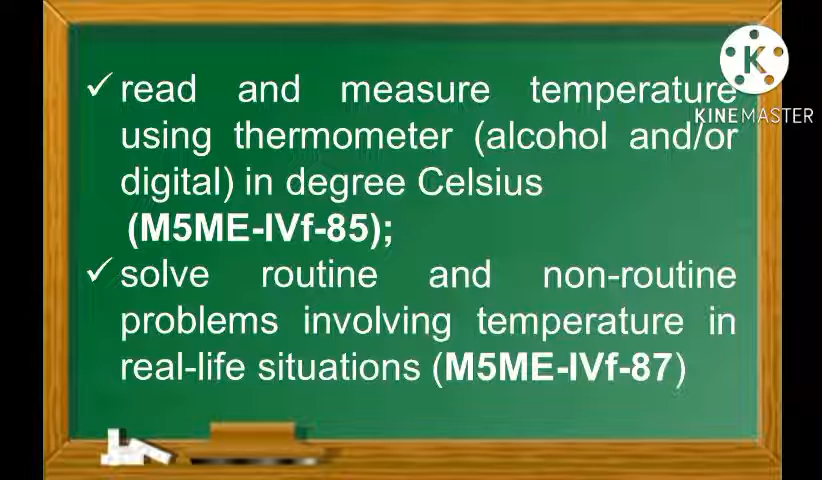 ✓ read and measure temperature
using thermometer (alcohol and/or
digital) in degree Celsius
(M5ME-IVf-85);
✓ solve routine and non-routine
problems involving temperature in
real-life situations (M5ME-IVf-87)
K
KINEMASTER